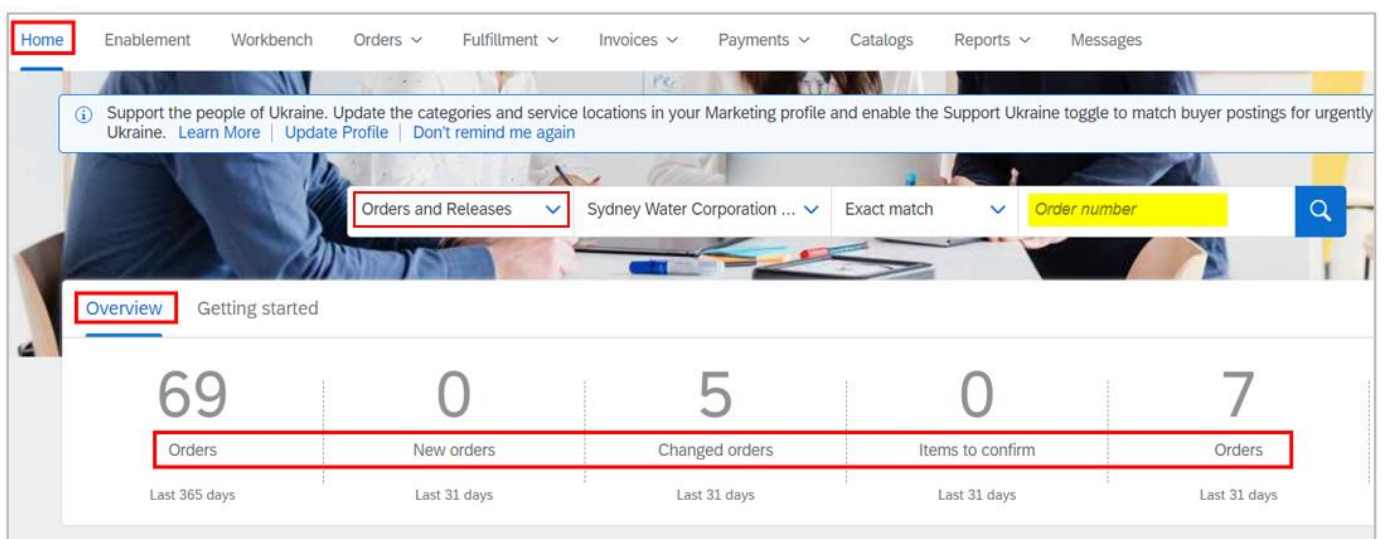 Home Enablement Workbench Orders Fulfillment Invoices Payments Catalogs Reports Messages
Support the people of Ukraine. Update the categories and service locations in your Marketing profile and enable the Support Ukraine toggle to match buyer postings for urgently
Ukraine. Learn More | Update Profile | Don't remind me again
Orders and Releases Sydney Water Corporation ... Exact match Order number
Overview Getting started
69 0 5 0 7
Orders New orders Changed orders Items to confirm Orders
Last 365 days Last 31 days Last 31 days Last 31 days Last 31 days